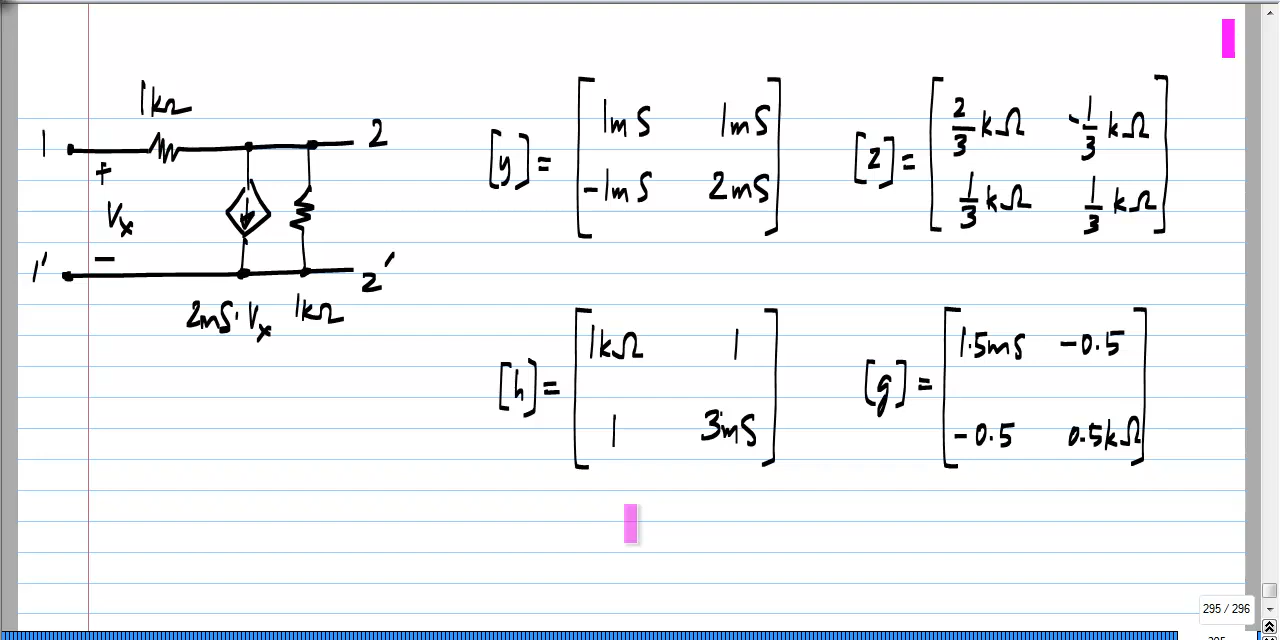 1kΩ
1 2
+
Vx
−
1' 2'
2mS·Vx 1kΩ
[y] = [ 1mS 1mS
-1mS 2mS ]
[z] = [ 2/3 kΩ -1/3 kΩ
1/3 kΩ 1/3 kΩ ]
[h] = [ 1kΩ 1
1 3mS ]
[g] = [ 1.5mS -0.5
-0.5 0.5kΩ ]
295 / 296